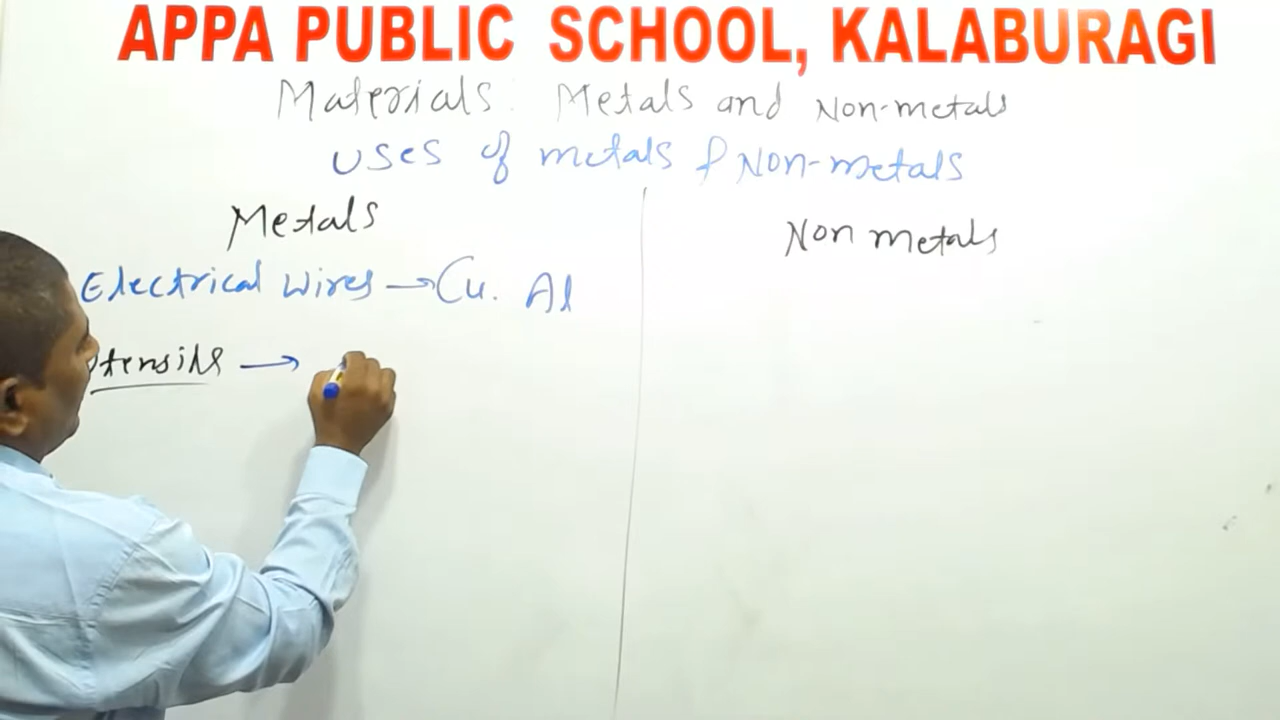 APPA PUBLIC SCHOOL, KALABURAGI
Materials: Metals and Non-metals
Uses of metals & Non-metals
Metals
Non metals
Electrical wires → Cu. Al
tensils →